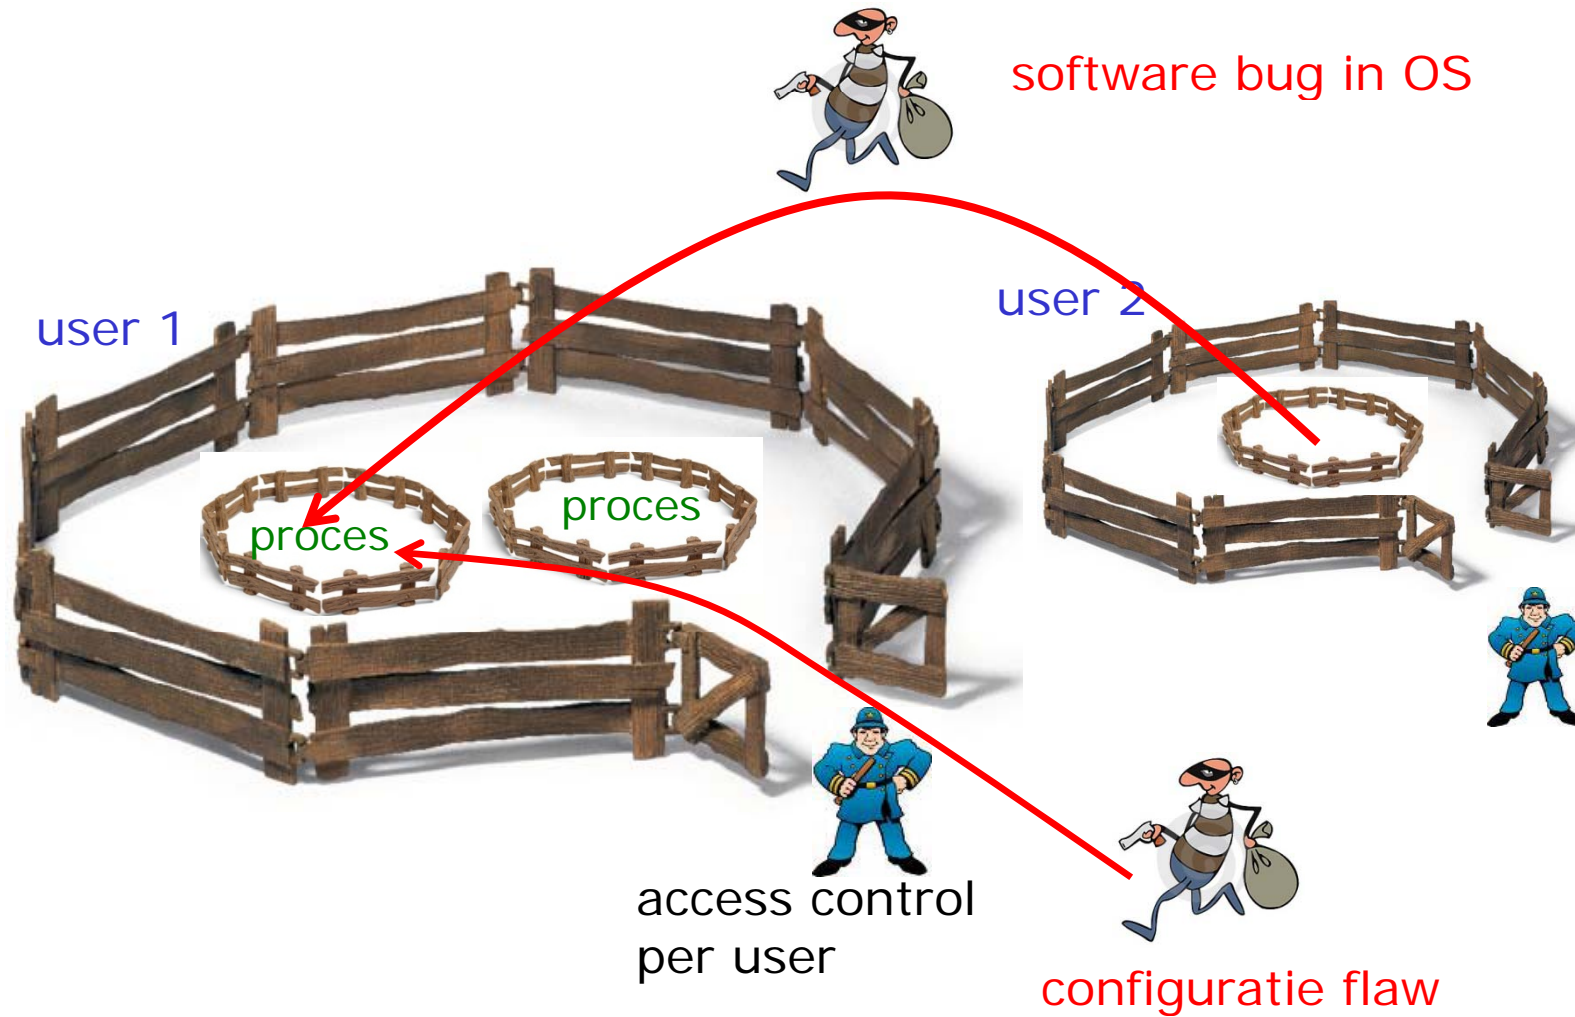 software bug in OS
user 1
user 2
proces
proces
access control
per user
configuratie flaw